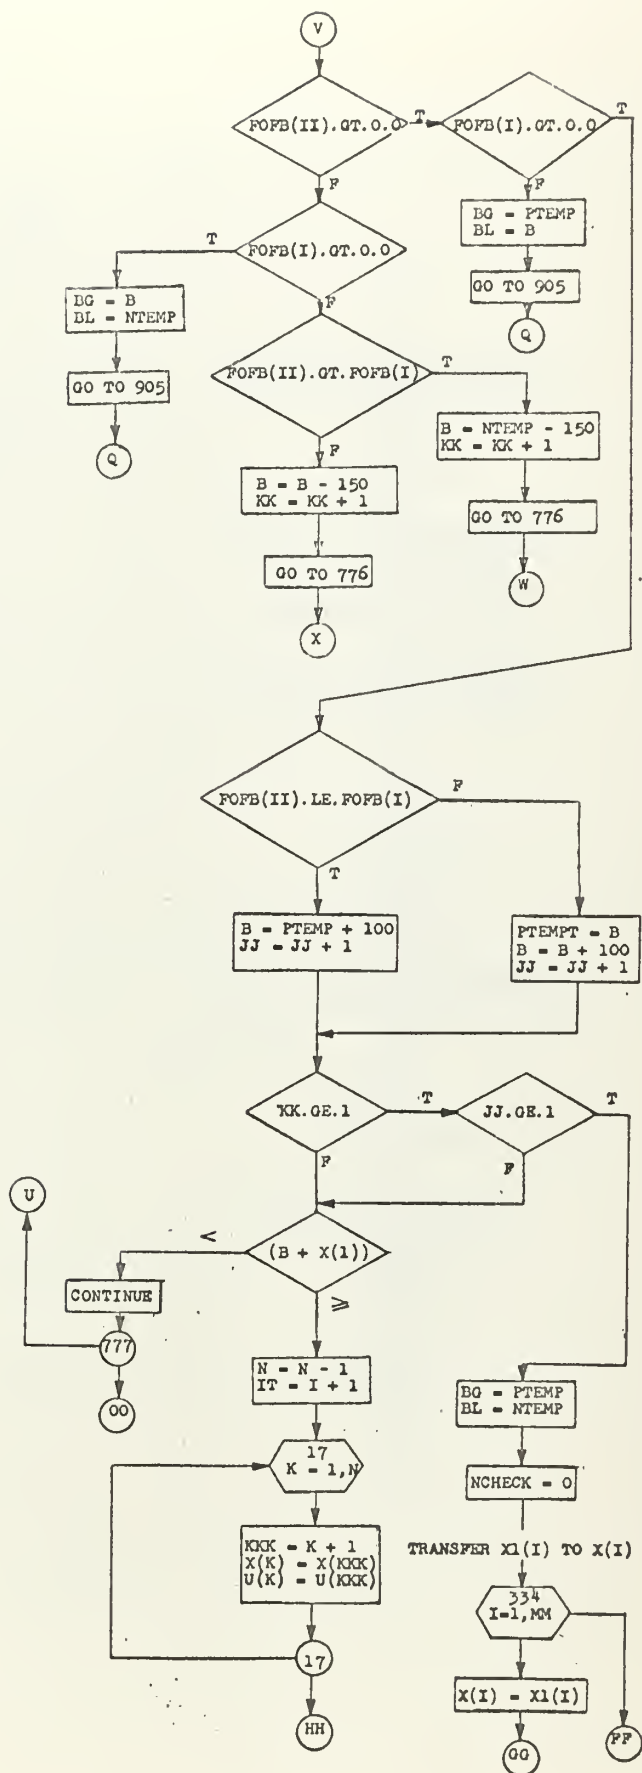 V
FOFB(II).GT.0.0
T
FOFB(I).GT.0.0
T
F
F
BG = PTEMP
BL = B
GO TO 905
Q
T
FOFB(I).GT.0.0
F
BG = B
BL = NTEMP
GO TO 905
Q
FOFB(II).GT.FOFB(I
T
F
B = NTEMP - 150
KK = KK + 1
GO TO 776
W
B = B - 150
KK = KK + 1
GO TO 776
X
FOFB(II).LE.FOFB(I)
F
T
B = PTEMP + 100
JJ = JJ + 1
PTEMPT = B
B = B + 100
JJ = JJ + 1
KK.GE.1
T
JJ.GE.1
T
F
F
U
<
(B + X(1))
≥
CONTINUE
777
OO
N = N - 1
IT = I + 1
17
K = 1,N
KKK = K + 1
X(K) = X(KKK)
U(K) = U(KKK)
17
HH
BG = PTEMP
BL = NTEMP
NCHECK = 0
TRANSFER X1(I) TO X(I)
334
I=1,MM
X(I) = X1(I)
GG
FF